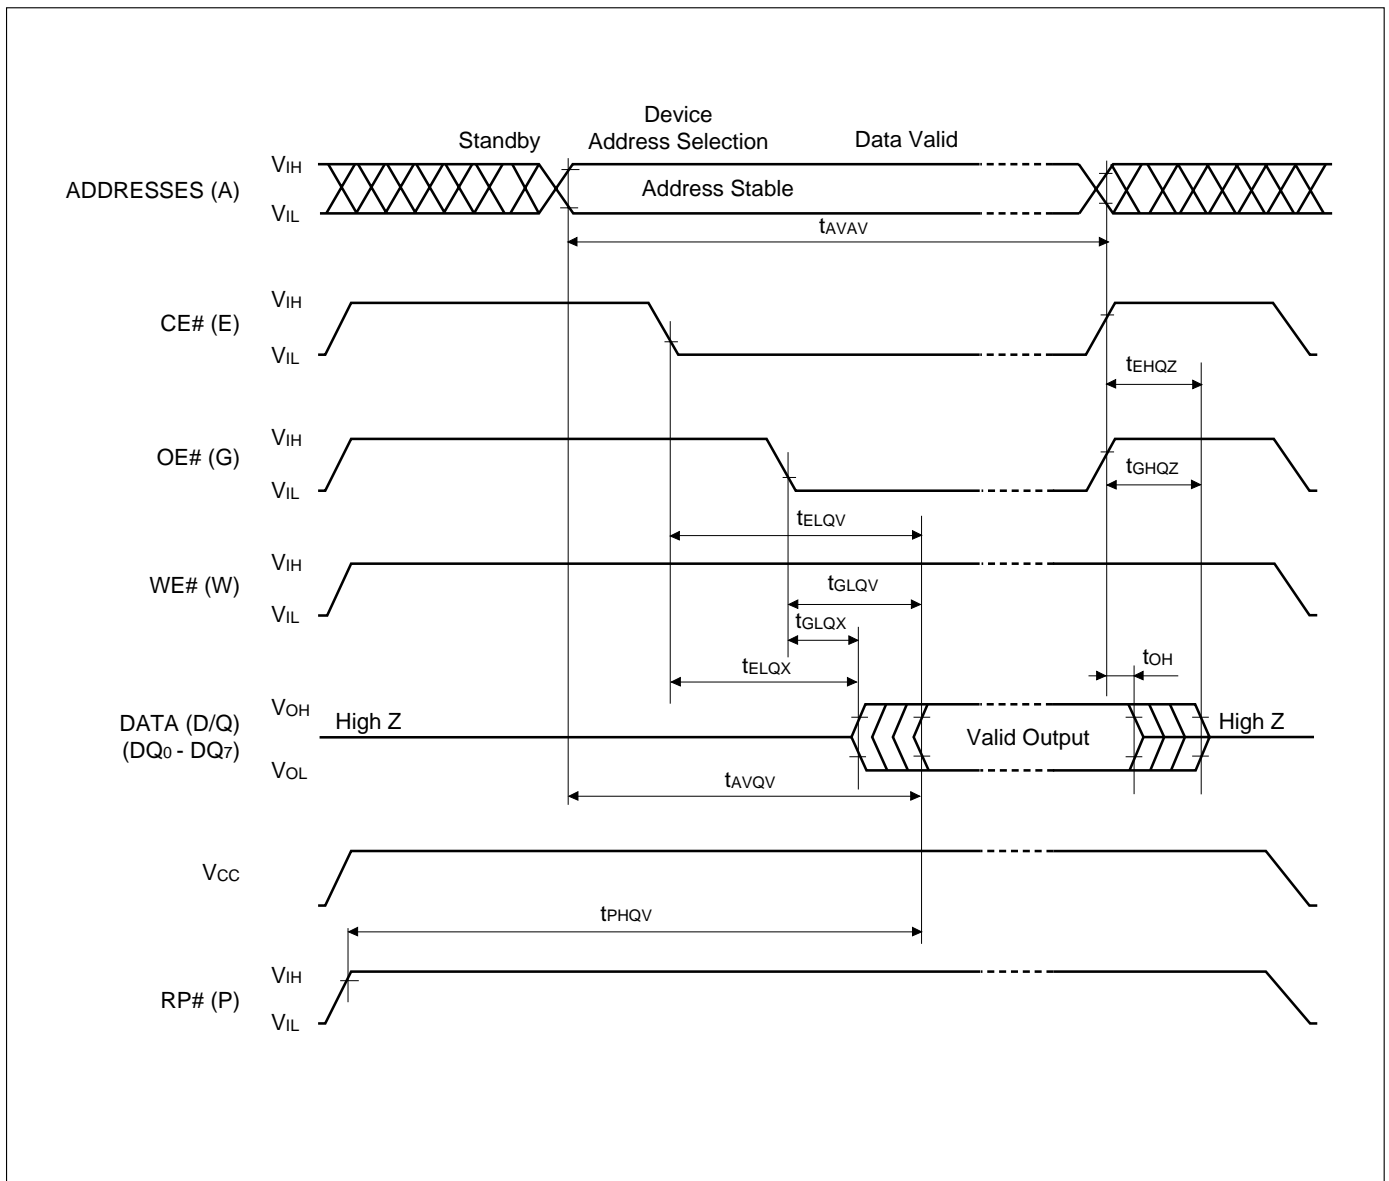 Device
Standby Address Selection Data Valid
VIH
ADDRESSES (A) Address Stable
VIL
tAVAV
VIH
CE# (E)
VIL
tEHQZ
VIH
OE# (G)
tGHQZ
VIL
tELQV
VIH
WE# (W) tGLQV
VIL
tGLQX
tELQX tOH
VOH
High Z High Z
DATA (D/Q) Valid Output
(DQ0 - DQ7)
VOL
tAVQV
VCC
tPHQV
VIH
RP# (P)
VIL